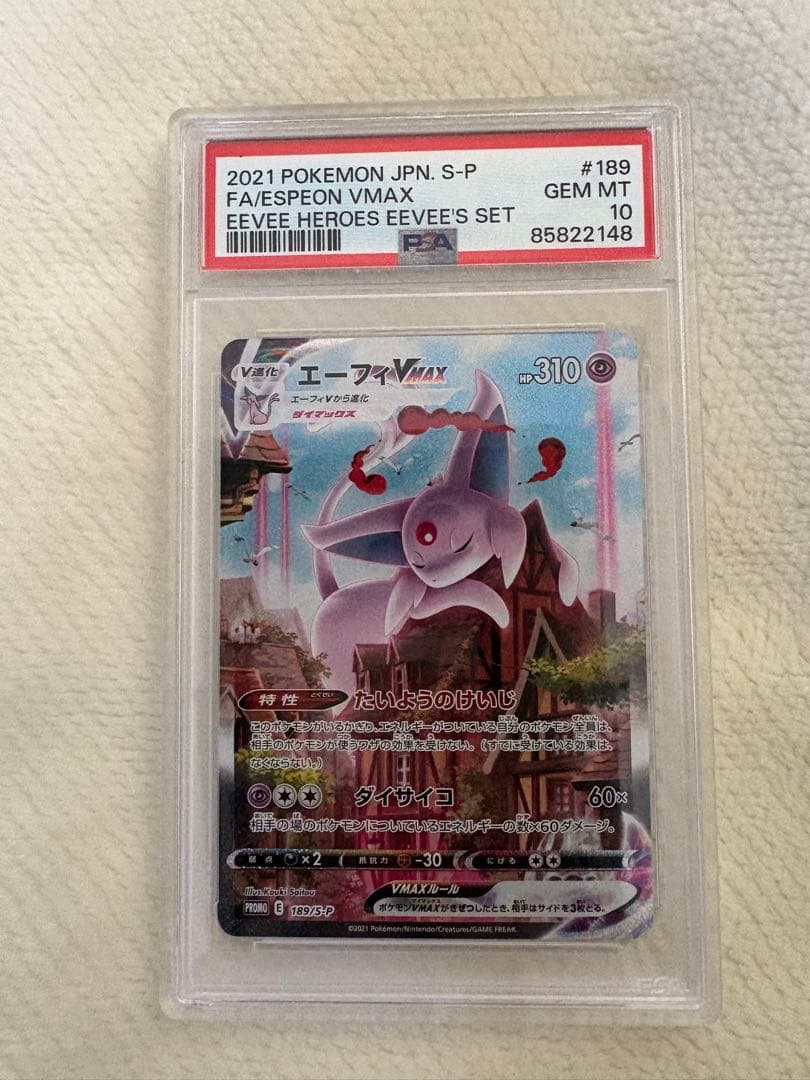 2021 POKEMON JPN. S-P #189
FA/ESPEON VMAX GEM MT
EEVEE HEROES EEVEE'S SET 10
PSA 85822148
V進化 エーフィVMAX HP310
エーフィVから進化
ダイマックス
特性 とくせい たいようのけいじ
このポケモンがいるかぎり、エネルギーがついている自分のポケモン全員は、
相手のポケモンが使うワザの効果を受けない。(すでに受けている効果は、
なくならない。)
ダイサイコ 60×
相手の場のポケモンについているエネルギーの数×60ダメージ。
弱点 ×2 抵抗力 -30 にげる
Illus.Kouki Saitou
VMAXルール
PROMO E 189/S-P
ポケモンVMAXがきぜつしたとき、相手はサイドを3枚とる。
©2021 Pokémon/Nintendo/Creatures/GAME FREAK.